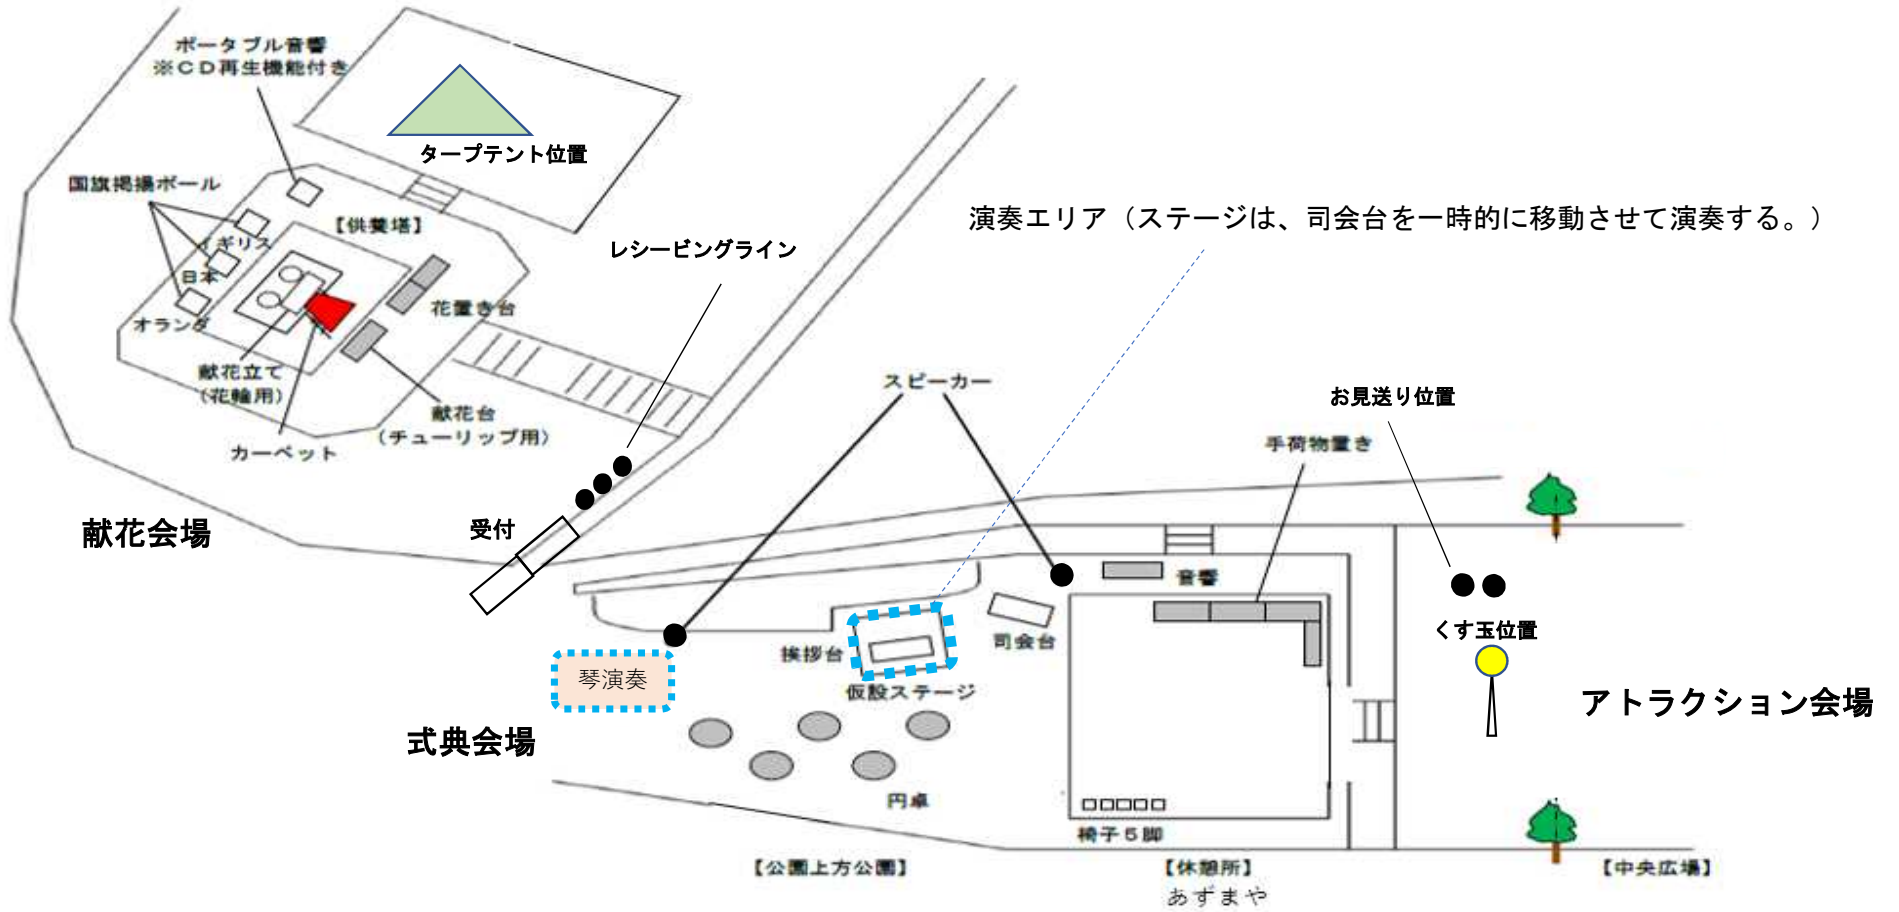 ポータブル音響
※ＣＤ再生機能付き
タープテント位置
国旗掲揚ポール
【供養塔】
イギリス
日本
オランダ
レシービングライン
花置き台
献花立て
（花輪用）
献花台
（チューリップ用）
カーペット
献花会場
受付
演奏エリア（ステージは、司会台を一時的に移動させて演奏する。）
スピーカー
お見送り位置
手荷物置き
音響
司会台
挨拶台
仮設ステージ
琴演奏
式典会場
円卓
椅子５脚
くす玉位置
アトラクション会場
【公園上方公園】
【休憩所】
あずまや
【中央広場】